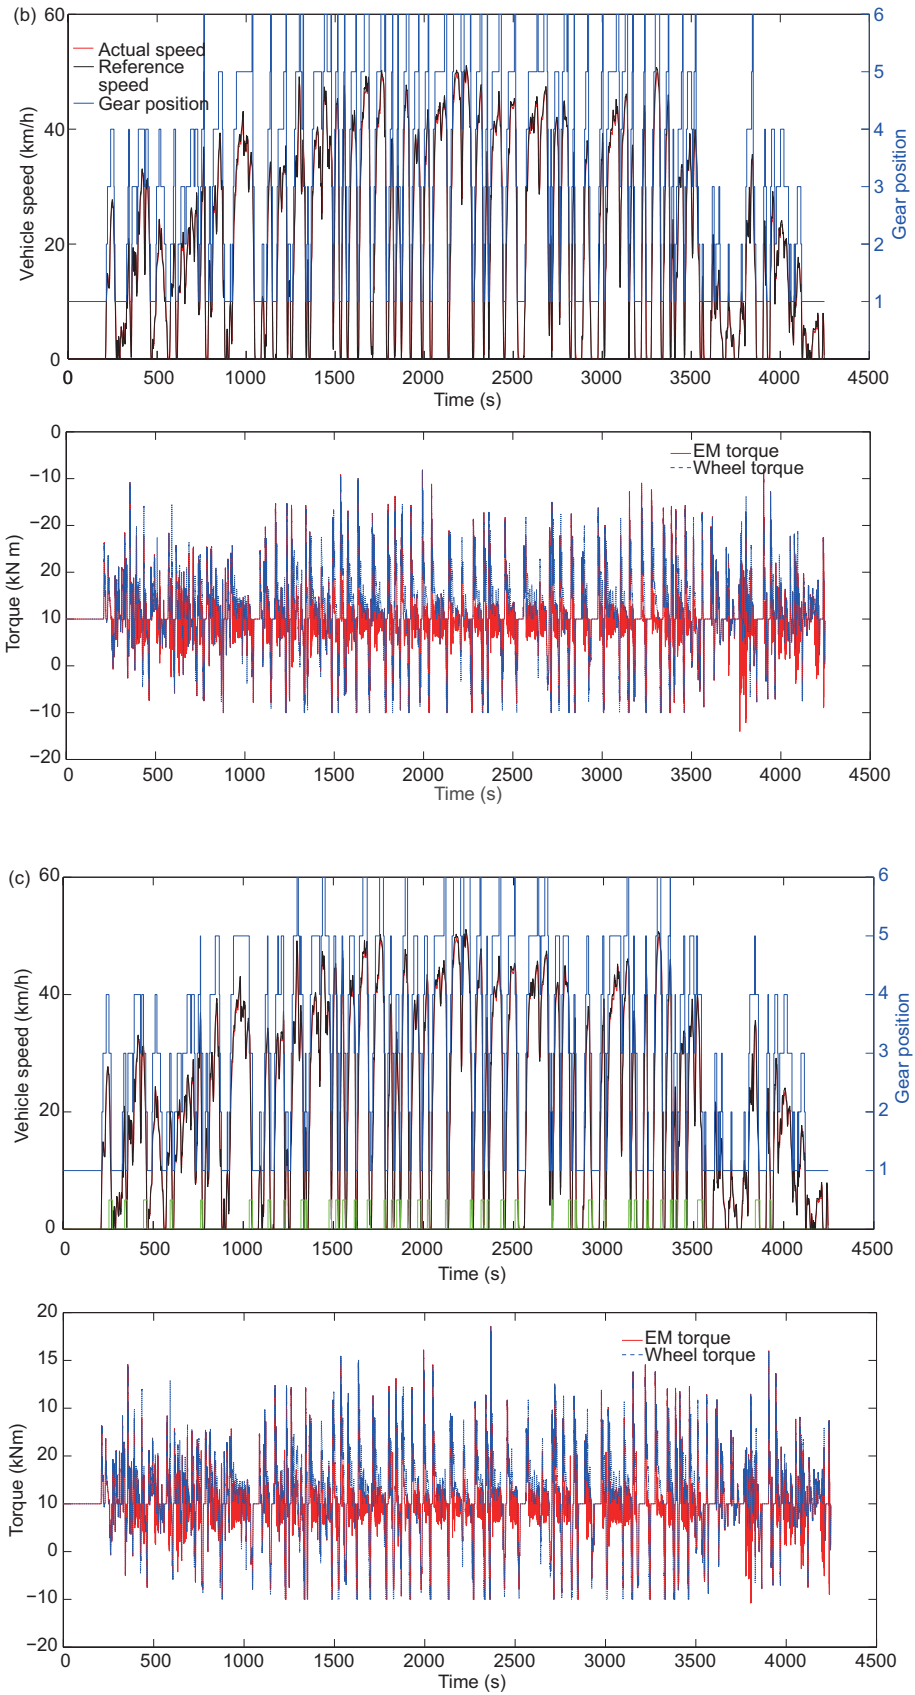 (b)
60
40
20
0
Vehicle speed (km/h)
Actual speed
Reference
speed
Gear position
6
5
4
3
2
1
Gear position
0 500 1000 1500 2000 2500 3000 3500 4000 4500
Time (s)
0
−10
−20
20
10
0
−10
−20
Torque (kN m)
EM torque
Wheel torque
0 500 1000 1500 2000 2500 3000 3500 4000 4500
Time (s)
(c)
60
40
20
0
Vehicle speed (km/h)
6
5
4
3
2
1
Gear position
0 500 1000 1500 2000 2500 3000 3500 4000 4500
Time (s)
20
15
10
20
10
0
−10
−20
Torque (kNm)
EM torque
Wheel torque
0 500 1000 1500 2000 2500 3000 3500 4000 4500
Time (s)